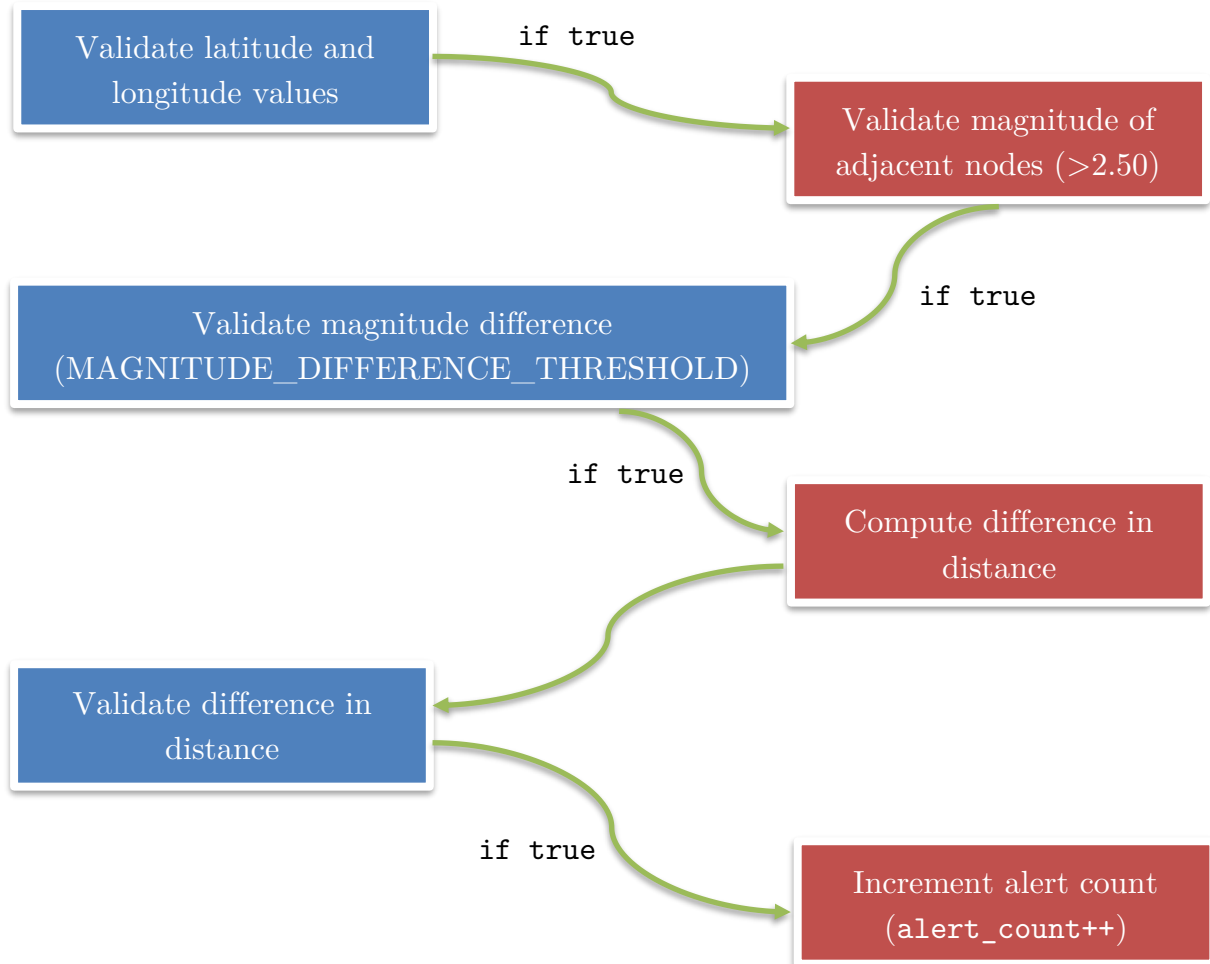 Validate latitude and
longitude values
if true
Validate magnitude of
adjacent nodes (>2.50)
if true
Validate magnitude difference
(MAGNITUDE_DIFFERENCE_THRESHOLD)
if true
Compute difference in
distance
Validate difference in
distance
if true
Increment alert count
(alert_count++)